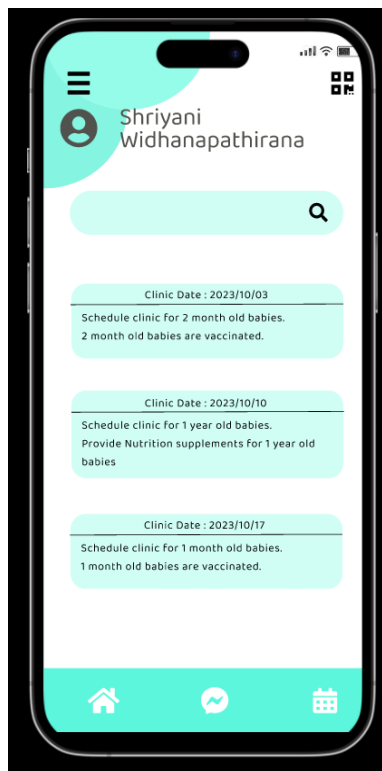 Shriyani
Widhanapathirana
Clinic Date : 2023/10/03
Schedule clinic for 2 month old babies.
2 month old babies are vaccinated.
Clinic Date : 2023/10/10
Schedule clinic for 1 year old babies.
Provide Nutrition supplements for 1 year old
babies
Clinic Date : 2023/10/17
Schedule clinic for 1 month old babies.
1 month old babies are vaccinated.